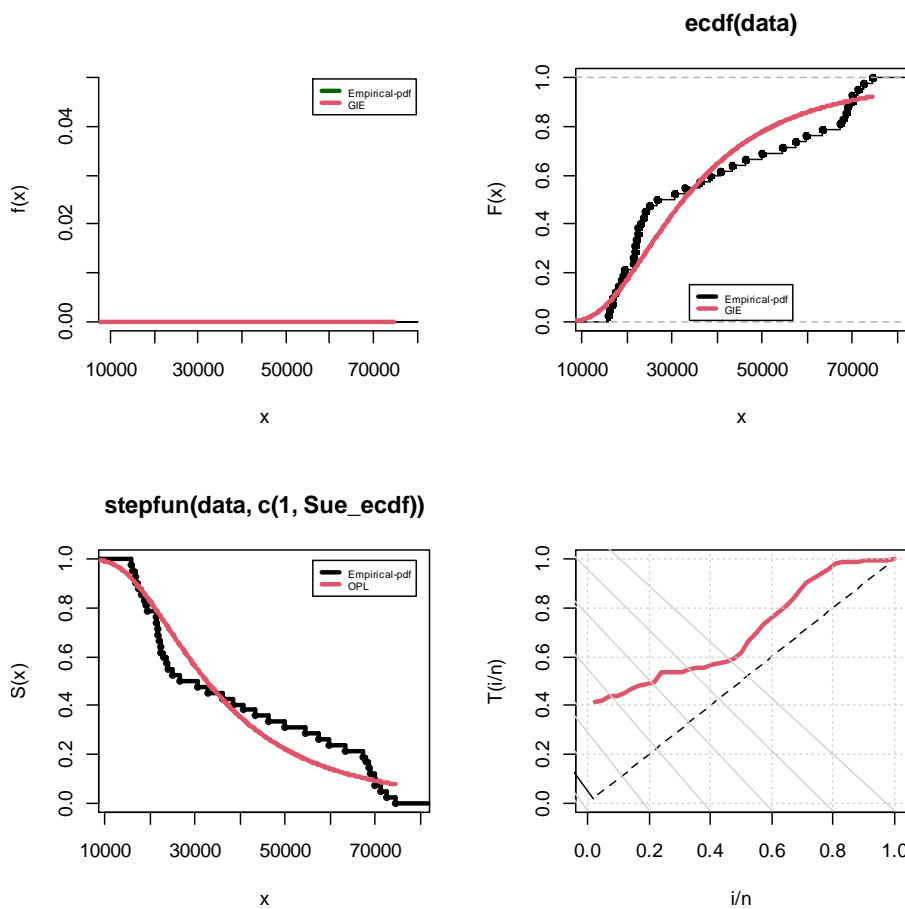 ecdf(data)
Empirical-pdf
GIE
f(x)
0.00
0.02
0.04
10000
30000
50000
70000
x
F(x)
0.0
0.2
0.4
0.6
0.8
1.0
Empirical-pdf
GIE
10000
30000
50000
70000
x
stepfun(data, c(1, Sue_ecdf))
Empirical-pdf
OPL
S(x)
0.0
0.2
0.4
0.6
0.8
1.0
10000
30000
50000
70000
x
T(i/n)
0.0
0.2
0.4
0.6
0.8
1.0
0.0
0.2
0.4
0.6
0.8
1.0
i/n